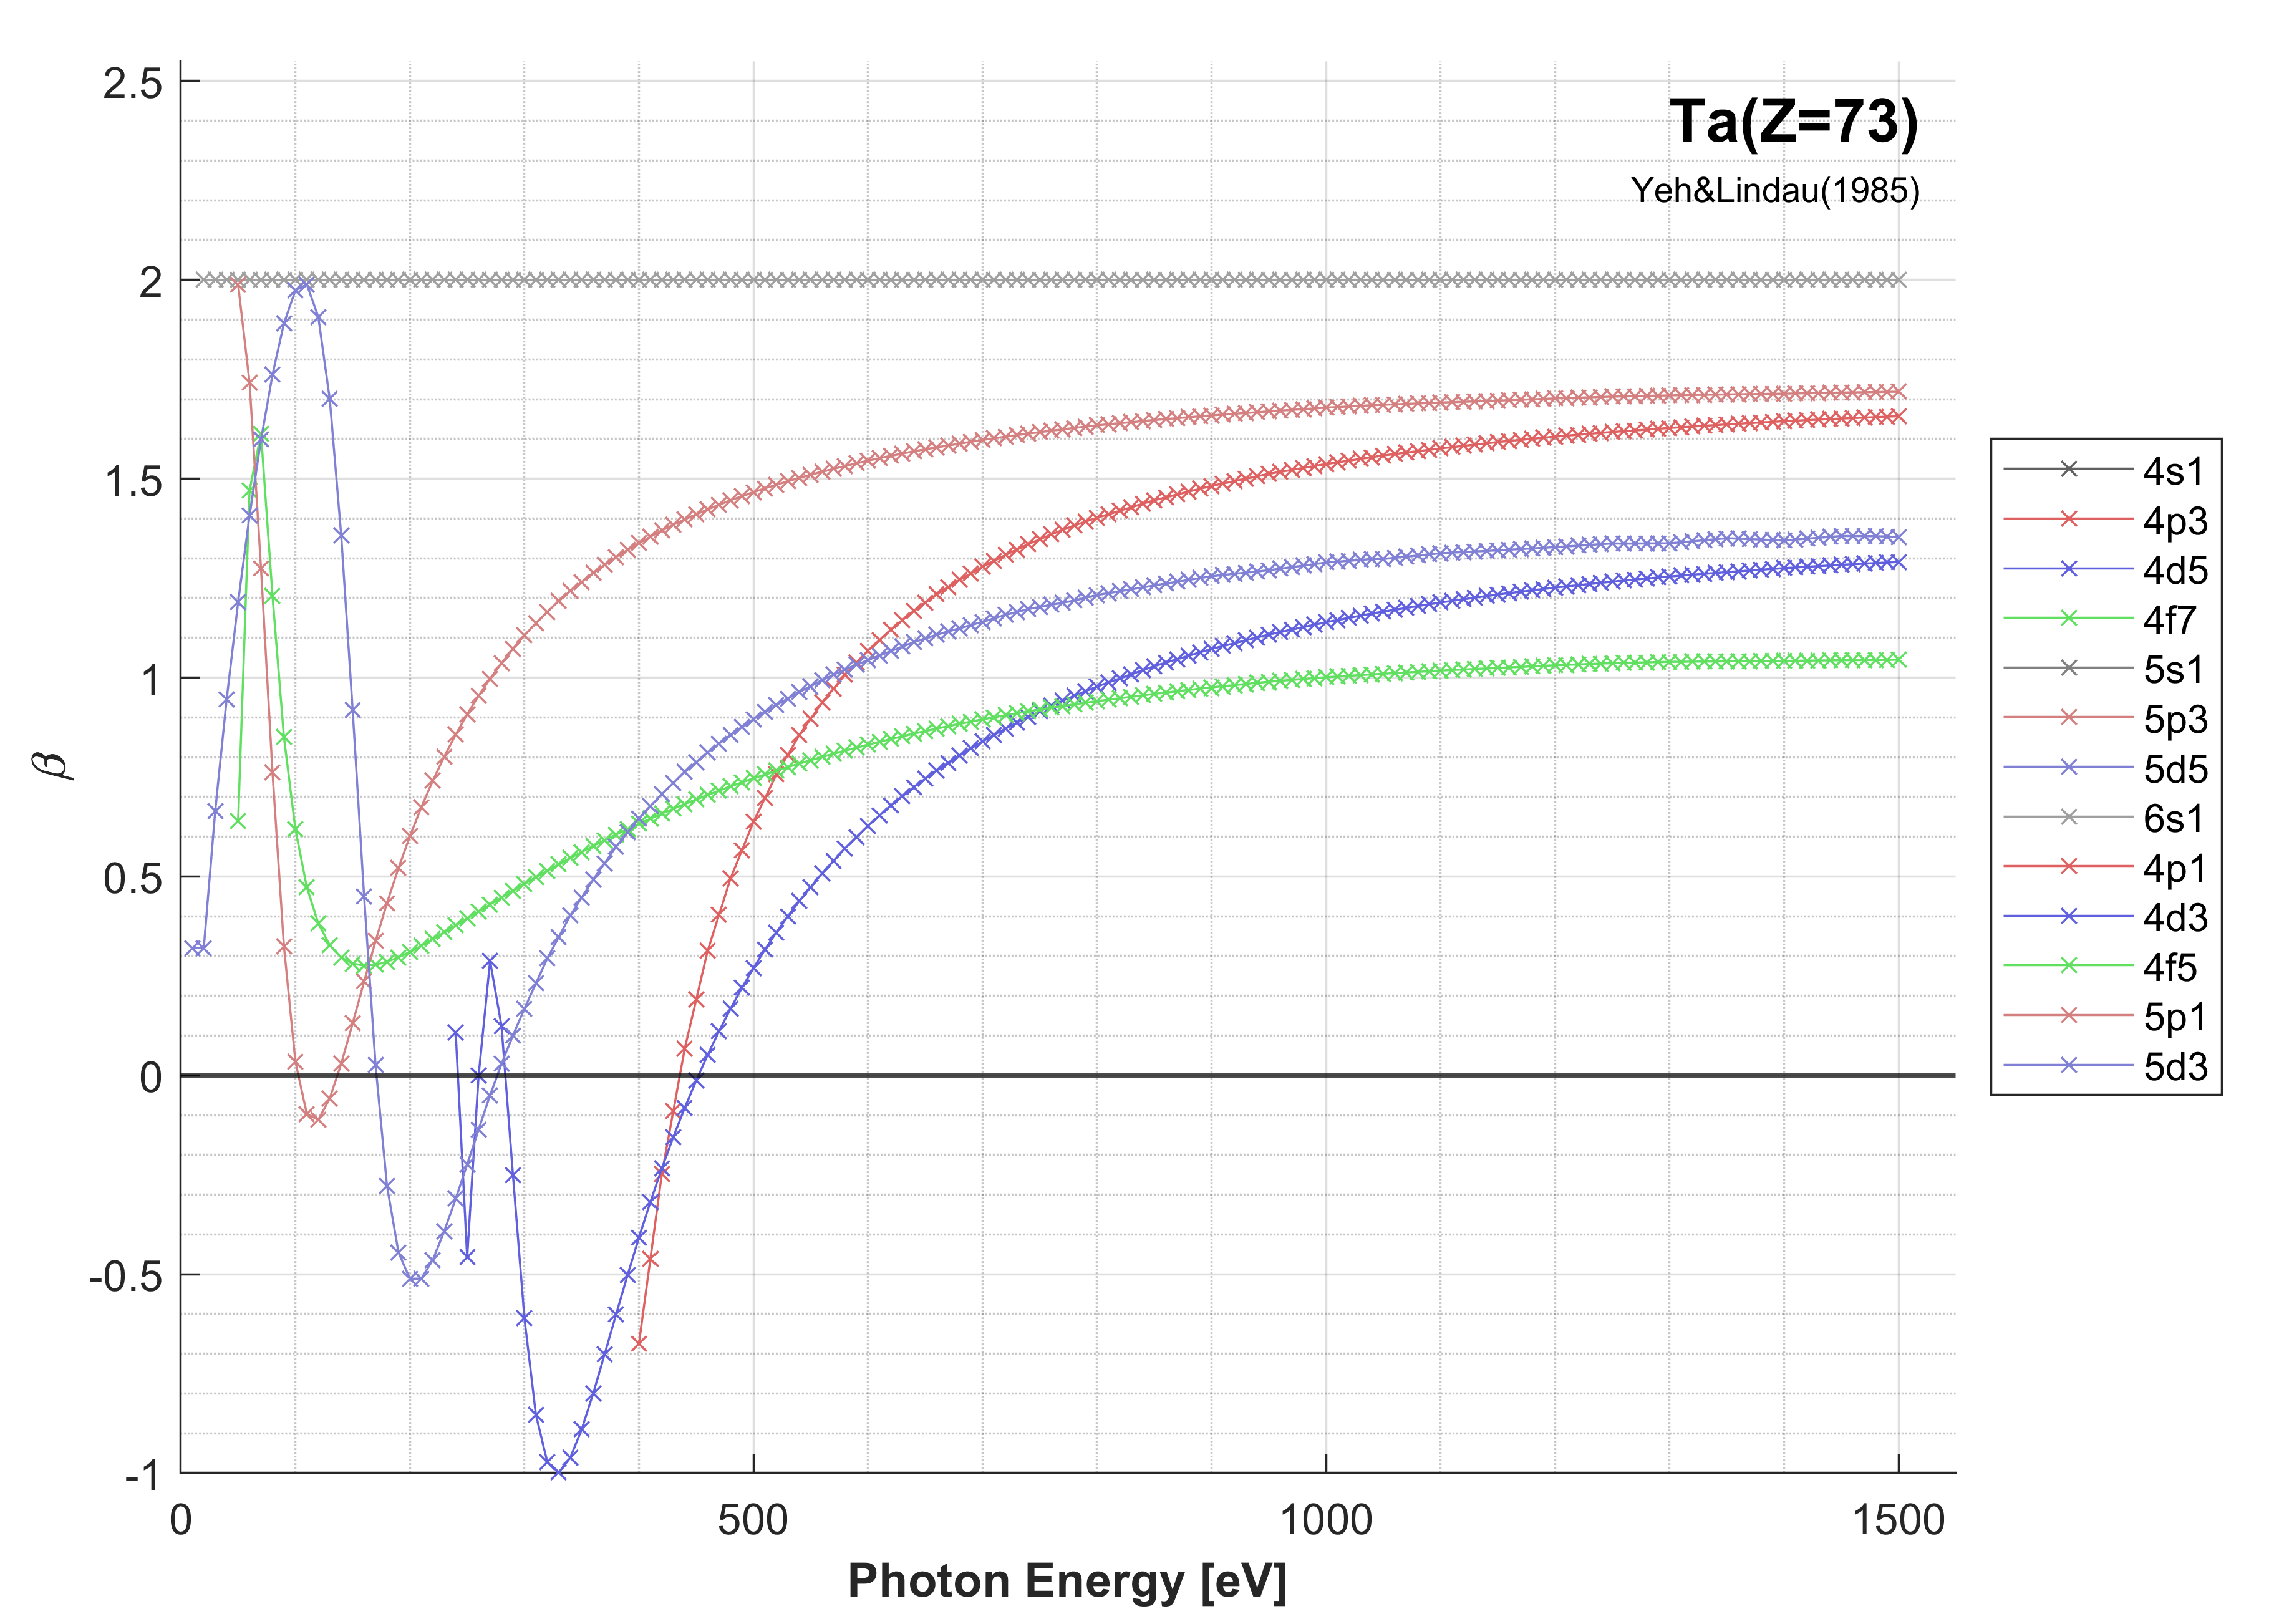 Ta(Z=73)
Yeh&Lindau(1985)
2.5
2
1.5
1
0.5
0
-0.5
-1
β
0 500 1000 1500
Photon Energy [eV]
4s1
4p3
4d5
4f7
5s1
5p3
5d5
6s1
4p1
4d3
4f5
5p1
5d3